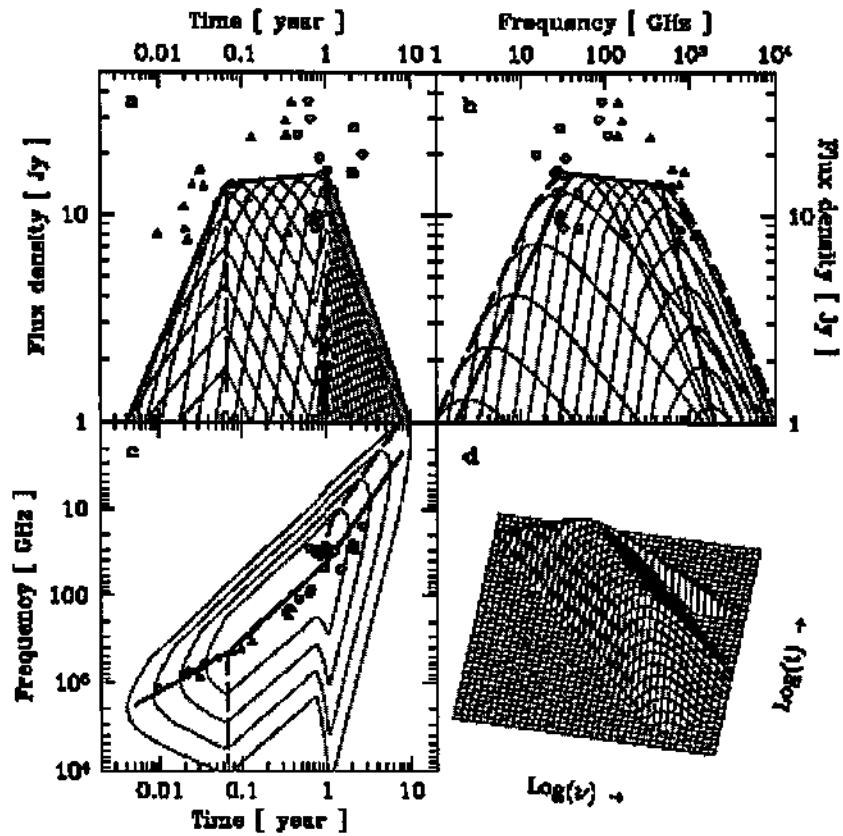 Time [ year ]
Frequency [ GHz ]
0.01 0.1 1 10
1 10 100 10³ 10⁴
a
b
Flux density [ Jy ]
10
1
Flux density [ Jy ]
10
1
c
d
Frequency [ GHz ]
10
100
10⁶
10⁴
0.01 0.1 1 10
Time [ year ]
Log(ν) →
Log(t) →